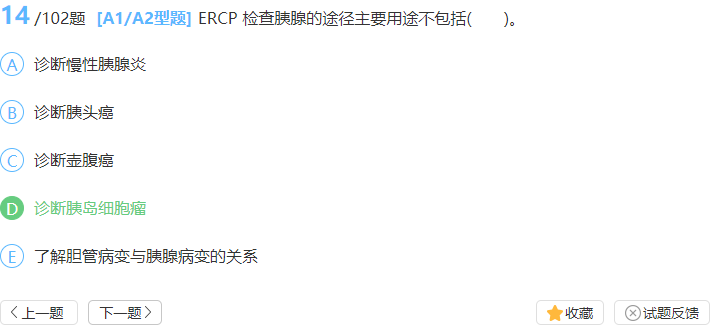 14/102题 [A1/A2型题] ERCP 检查胰腺的途径主要用途不包括( )。
A 诊断慢性胰腺炎
B 诊断胰头癌
C 诊断壶腹癌
D 诊断胰岛细胞瘤
E 了解胆管病变与胰腺病变的关系
上一题 下一题 收藏 试题反馈